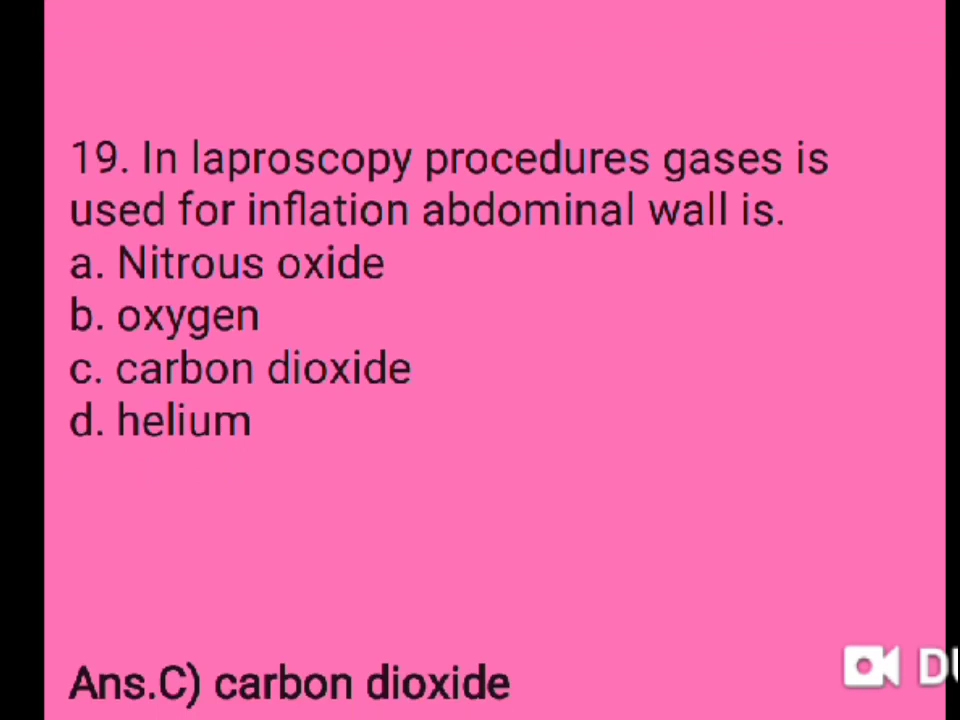 19. In laproscopy procedures gases is
used for inflation abdominal wall is.
a. Nitrous oxide
b. oxygen
c. carbon dioxide
d. helium
Ans.C) carbon dioxide